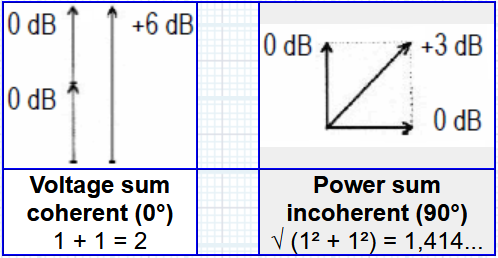 0 dB
+6 dB
0 dB
Voltage sum
coherent (0°)
1 + 1 = 2
0 dB
+3 dB
0 dB
Power sum
incoherent (90°)
√ (1² + 1²) = 1,414...